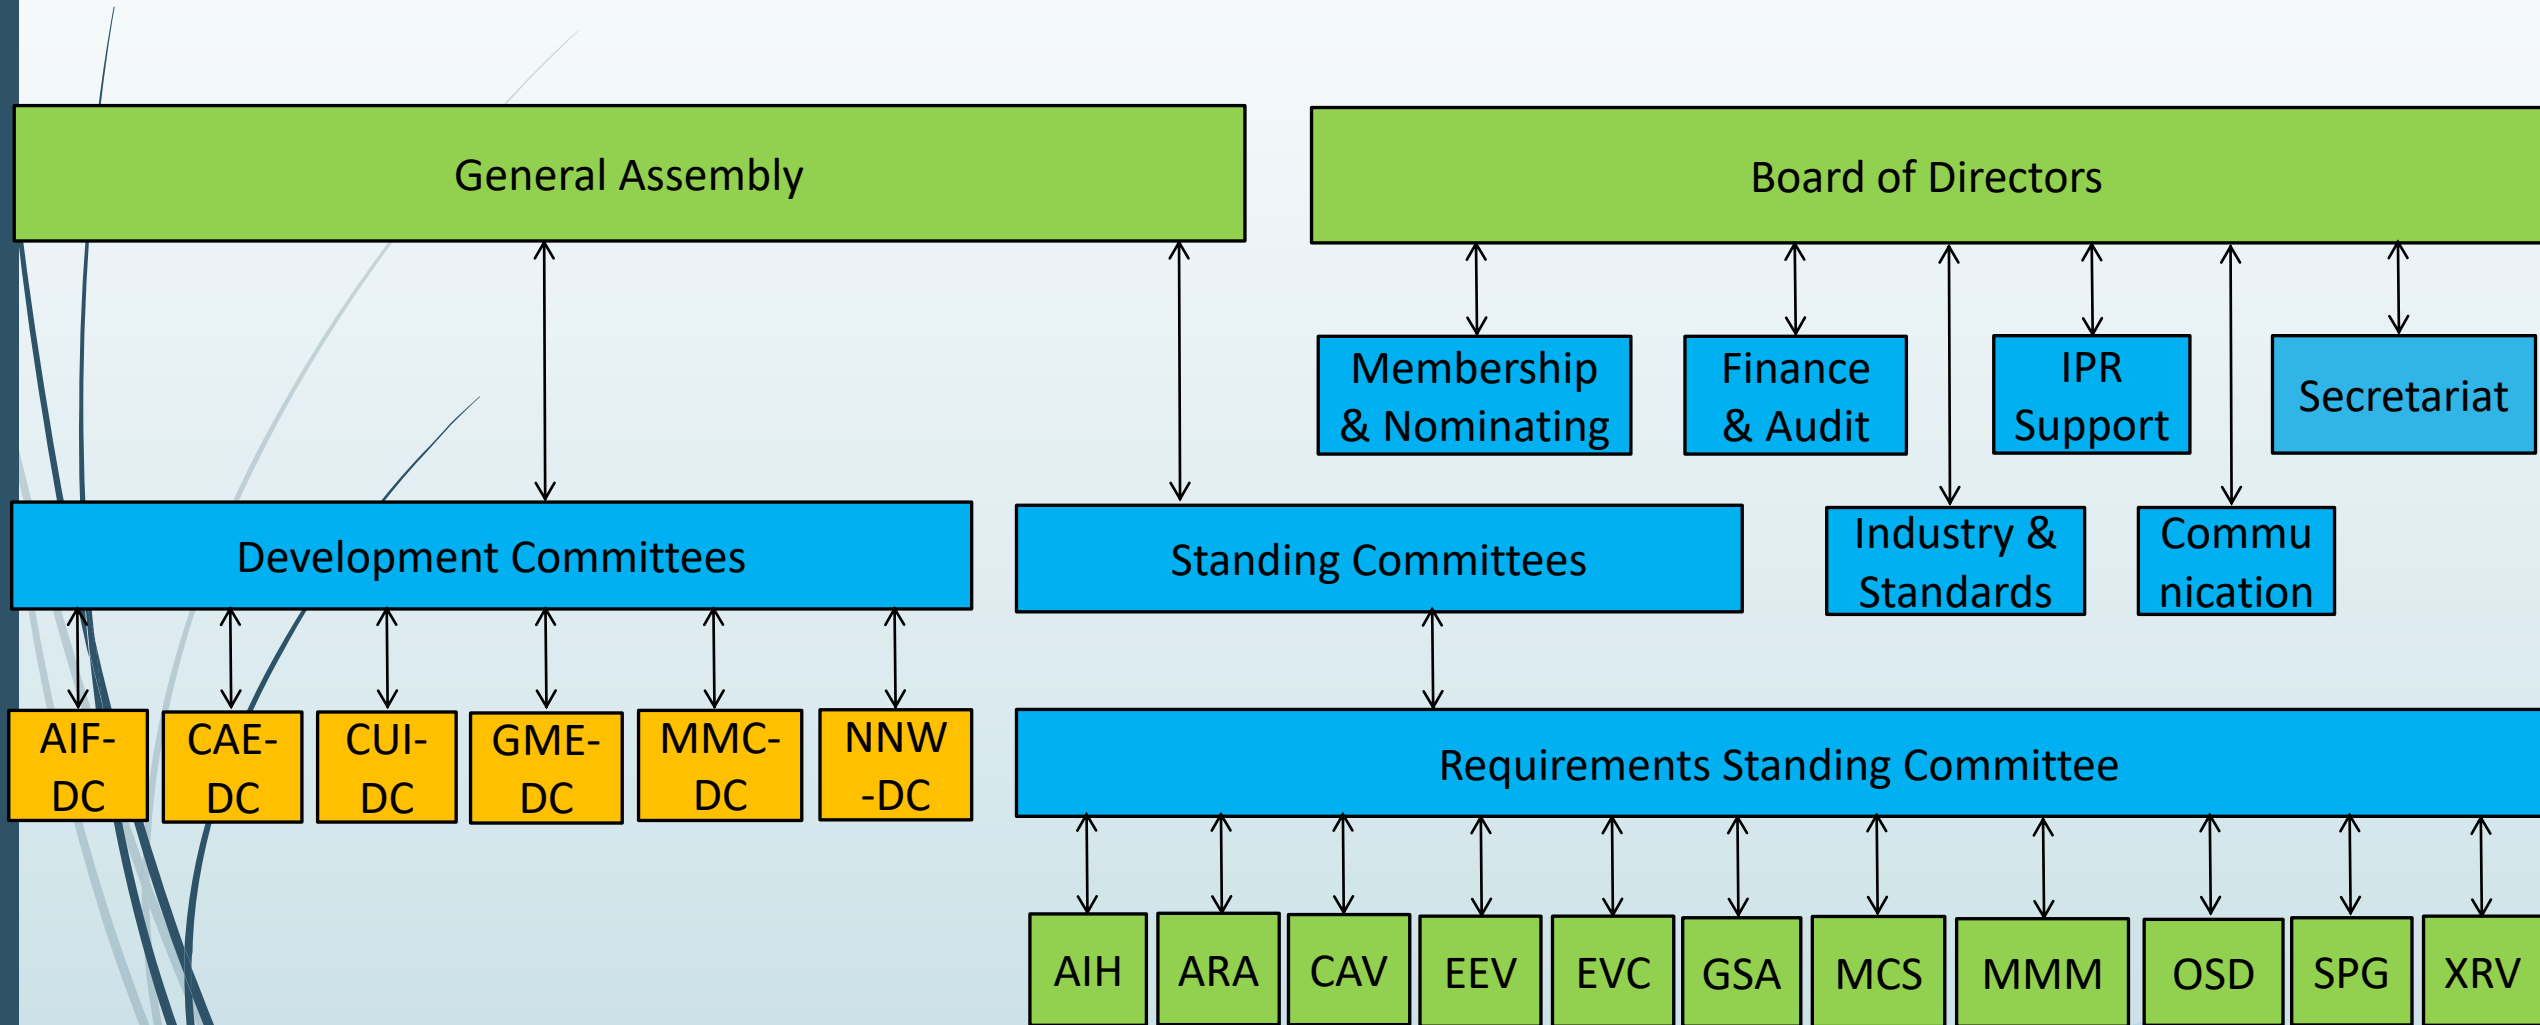 General Assembly
Board of Directors
Membership
& Nominating
Finance
& Audit
IPR
Support
Secretariat
Development Committees
Standing Committees
Industry &
Standards
Commu
nication
AIF-
DC
CAE-
DC
CUI-
DC
GME-
DC
MMC-
DC
NNW
-DC
Requirements Standing Committee
AIH
ARA
CAV
EEV
EVC
GSA
MCS
MMM
OSD
SPG
XRV